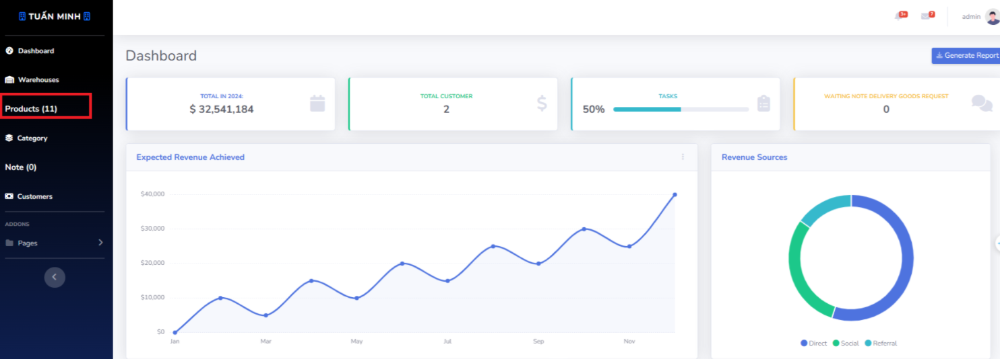 TUẤN MINH
Dashboard
Warehouses
Products (11)
Category
Note (0)
Customers
ADDONS
Pages
3+
7
admin
Dashboard
Generate Report
TOTAL IN 2024:
$ 32,541,184
TOTAL CUSTOMER
2
TASKS
50%
WAITING NOTE DELIVERY GOODS REQUEST
0
Expected Revenue Achieved
$40,000
$30,000
$20,000
$10,000
$0
Jan Mar May Jul Sep Nov
Revenue Sources
Direct Social Referral